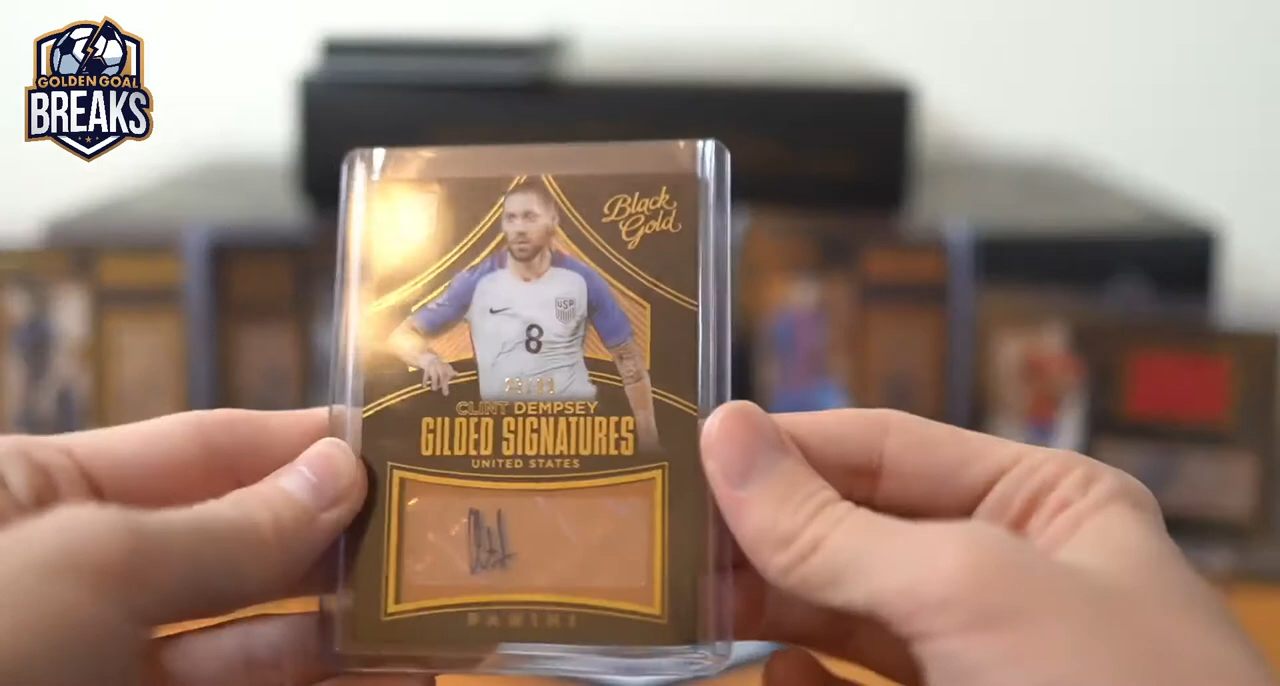 GOLDEN GOAL
BREAKS
Black
Gold
USA
8
CLINT DEMPSEY
GILDED SIGNATURES
UNITED STATES
PANINI